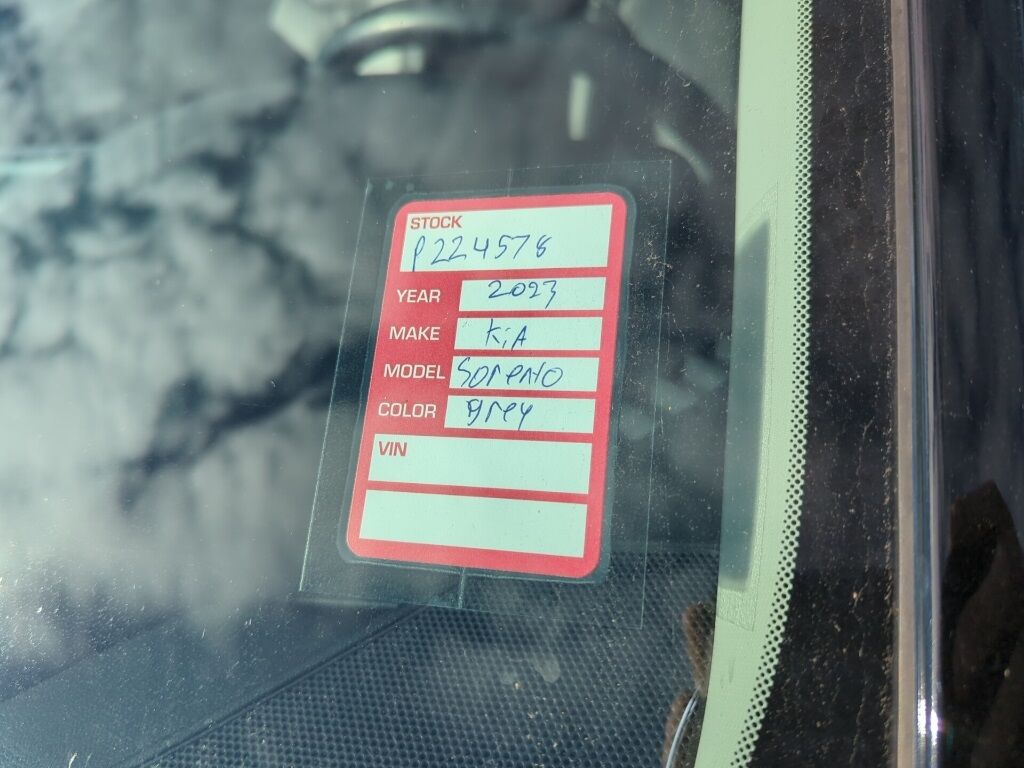 STOCK
P224578
YEAR 2023
MAKE KiA
MODEL Sorento
COLOR grey
VIN